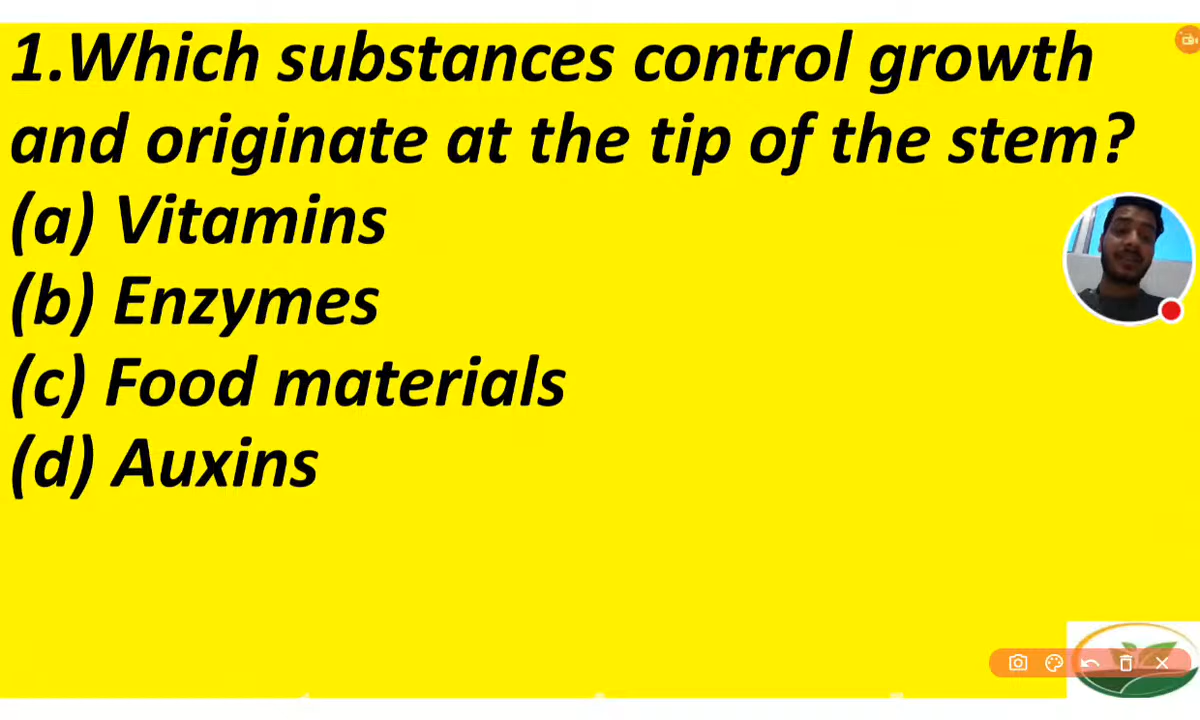 1.Which substances control growth
and originate at the tip of the stem?
(a) Vitamins
(b) Enzymes
(c) Food materials
(d) Auxins